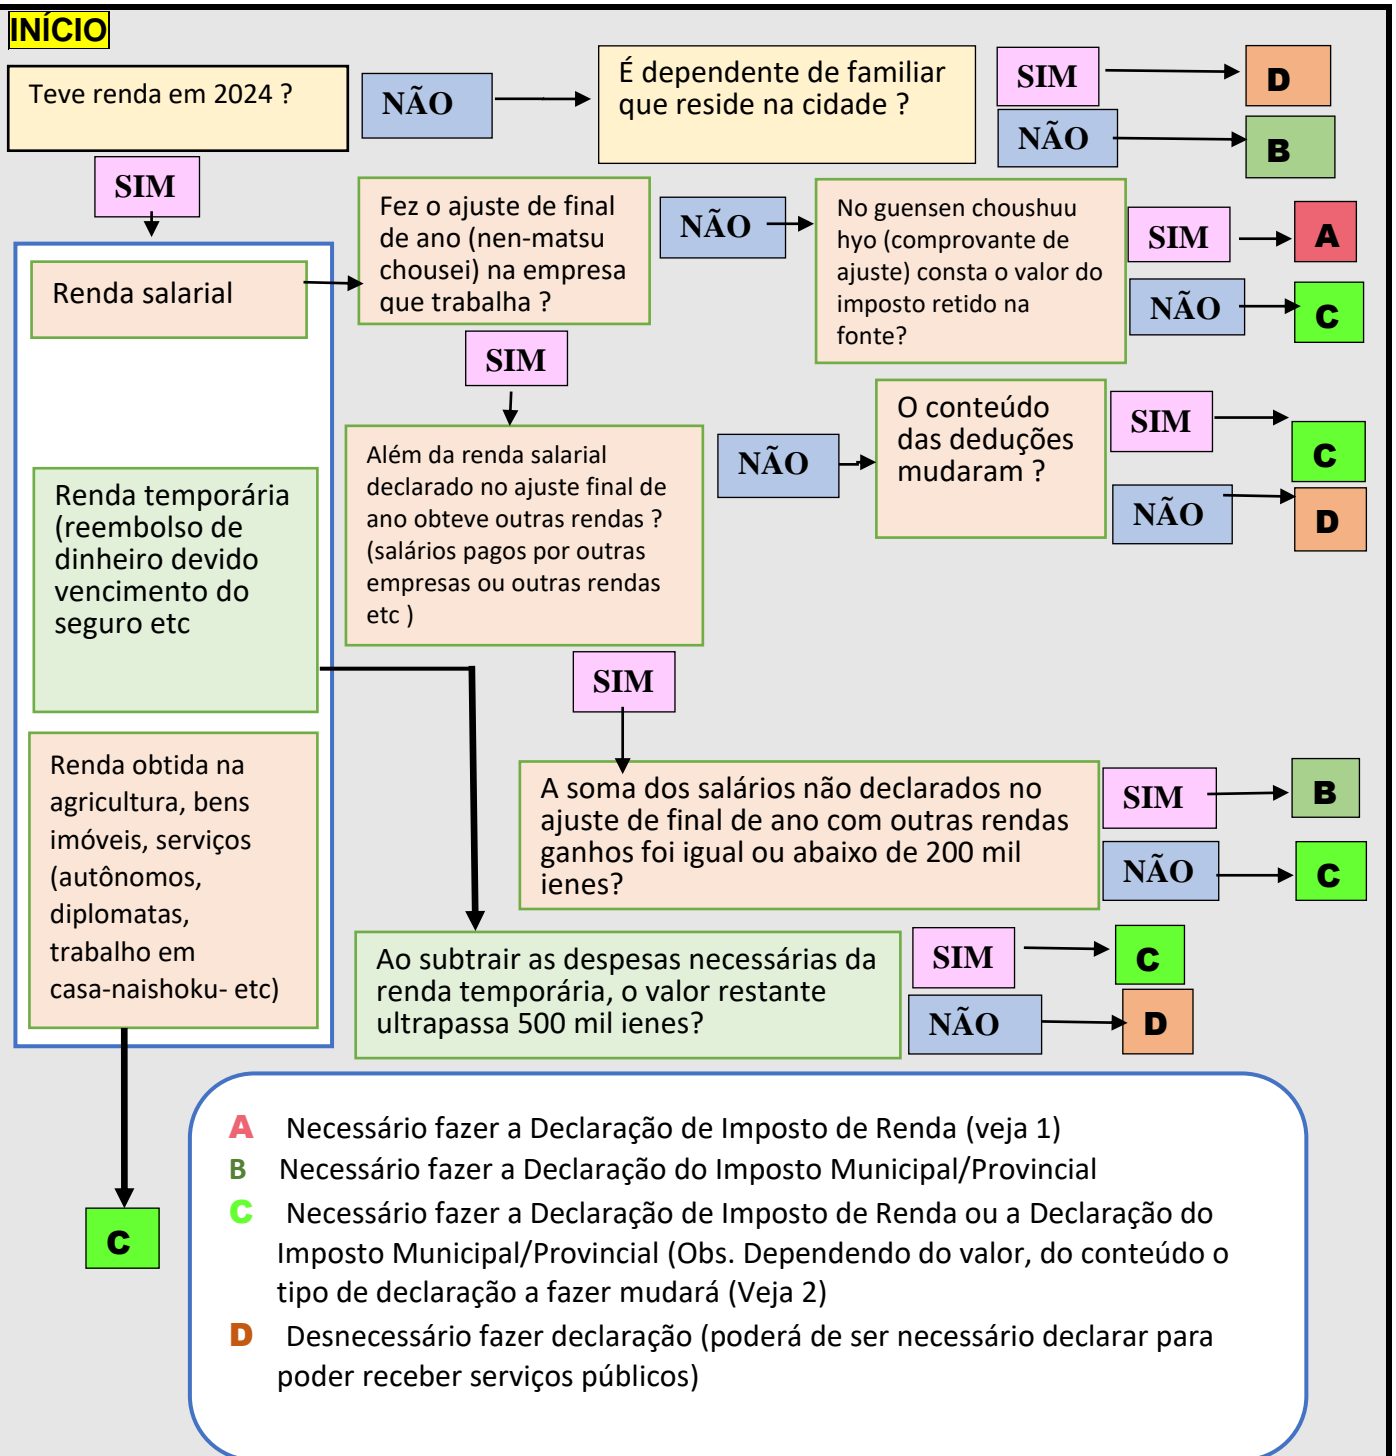 INÍCIO
Teve renda em 2024 ?
NÃO
É dependente de familiar
que reside na cidade ?
SIM
D
NÃO
B
SIM
Renda salarial
Fez o ajuste de final
de ano (nen-matsu
chousei) na empresa
que trabalha ?
NÃO
No guensen choushuu
hyo (comprovante de
ajuste) consta o valor do
imposto retido na
fonte?
SIM
A
NÃO
C
SIM
Além da renda salarial
declarado no ajuste final de
ano obteve outras rendas ?
(salários pagos por outras
empresas ou outras rendas
etc )
NÃO
O conteúdo
das deduções
mudaram ?
SIM
C
NÃO
D
SIM
A soma dos salários não declarados no
ajuste de final de ano com outras rendas
ganhos foi igual ou abaixo de 200 mil
ienes?
SIM
B
NÃO
C
Renda temporária
(reembolso de
dinheiro devido
vencimento do
seguro etc
Ao subtrair as despesas necessárias da
renda temporária, o valor restante
ultrapassa 500 mil ienes?
SIM
C
NÃO
D
Renda obtida na
agricultura, bens
imóveis, serviços
(autônomos,
diplomatas,
trabalho em
casa-naishoku- etc)
C
A Necessário fazer a Declaração de Imposto de Renda (veja 1)
B Necessário fazer a Declaração do Imposto Municipal/Provincial
C Necessário fazer a Declaração de Imposto de Renda ou a Declaração do
Imposto Municipal/Provincial (Obs. Dependendo do valor, do conteúdo o
tipo de declaração a fazer mudará (Veja 2)
D Desnecessário fazer declaração (poderá de ser necessário declarar para
poder receber serviços públicos)